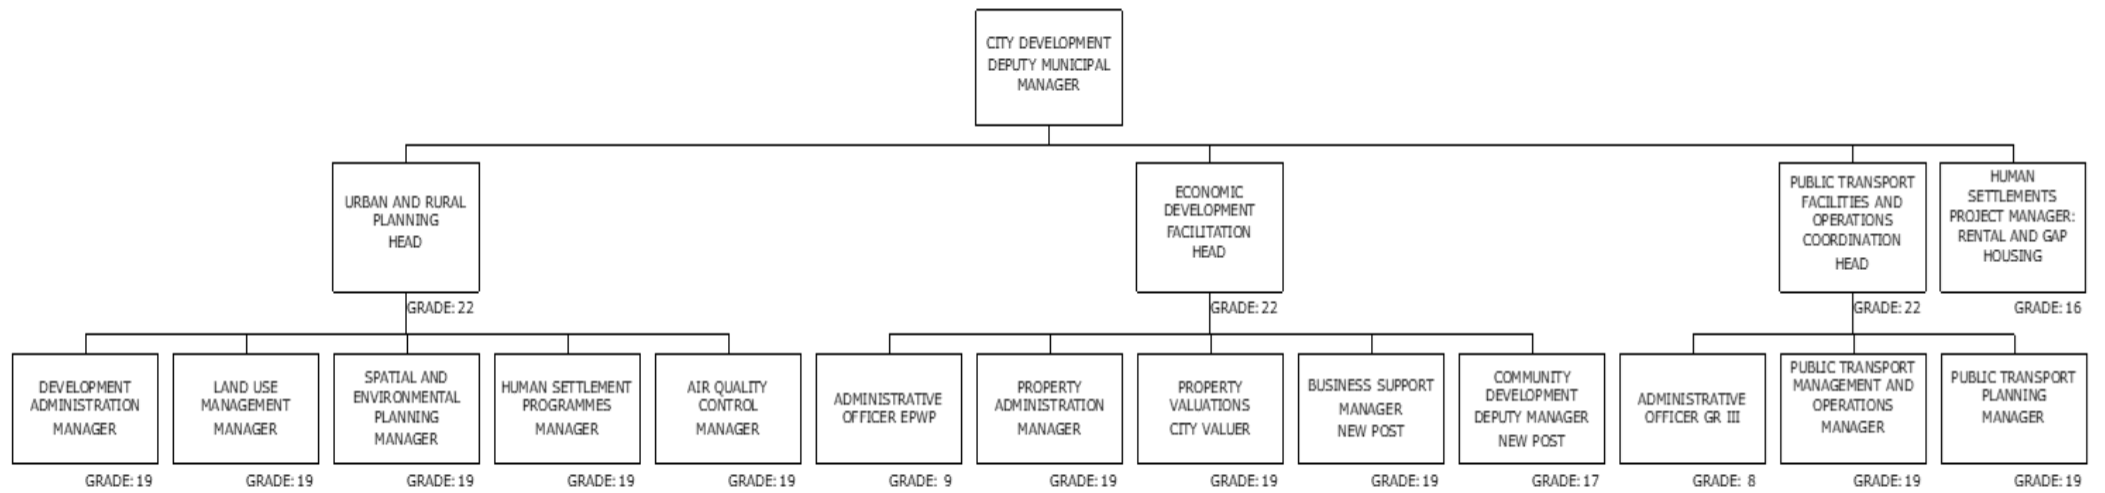 CITY DEVELOPMENT
DEPUTY MUNICIPAL
MANAGER
URBAN AND RURAL
PLANNING
HEAD
GRADE: 22
ECONOMIC
DEVELOPMENT
FACILITATION
HEAD
GRADE: 22
PUBLIC TRANSPORT
FACILITIES AND
OPERATIONS
COORDINATION
HEAD
GRADE: 22
HUMAN
SETTLEMENTS
PROJECT MANAGER:
RENTAL AND GAP
HOUSING
GRADE: 16
DEVELOPMENT
ADMINISTRATION
MANAGER
GRADE: 19
LAND USE
MANAGEMENT
MANAGER
GRADE: 19
SPATIAL AND
ENVIRONMENTAL
PLANNING
MANAGER
GRADE: 19
HUMAN SETTLEMENT
PROGRAMMES
MANAGER
GRADE: 19
AIR QUALITY
CONTROL
MANAGER
GRADE: 19
ADMINISTRATIVE
OFFICER EPWP
GRADE: 9
PROPERTY
ADMINISTRATION
MANAGER
GRADE: 19
PROPERTY
VALUATIONS
CITY VALUER
GRADE: 19
BUSINESS SUPPORT
MANAGER
NEW POST
GRADE: 19
COMMUNITY
DEVELOPMENT
DEPUTY MANAGER
NEW POST
GRADE: 17
ADMINISTRATIVE
OFFICER GR III
GRADE: 8
PUBLIC TRANSPORT
MANAGEMENT AND
OPERATIONS
MANAGER
GRADE: 19
PUBLIC TRANSPORT
PLANNING
MANAGER
GRADE: 19